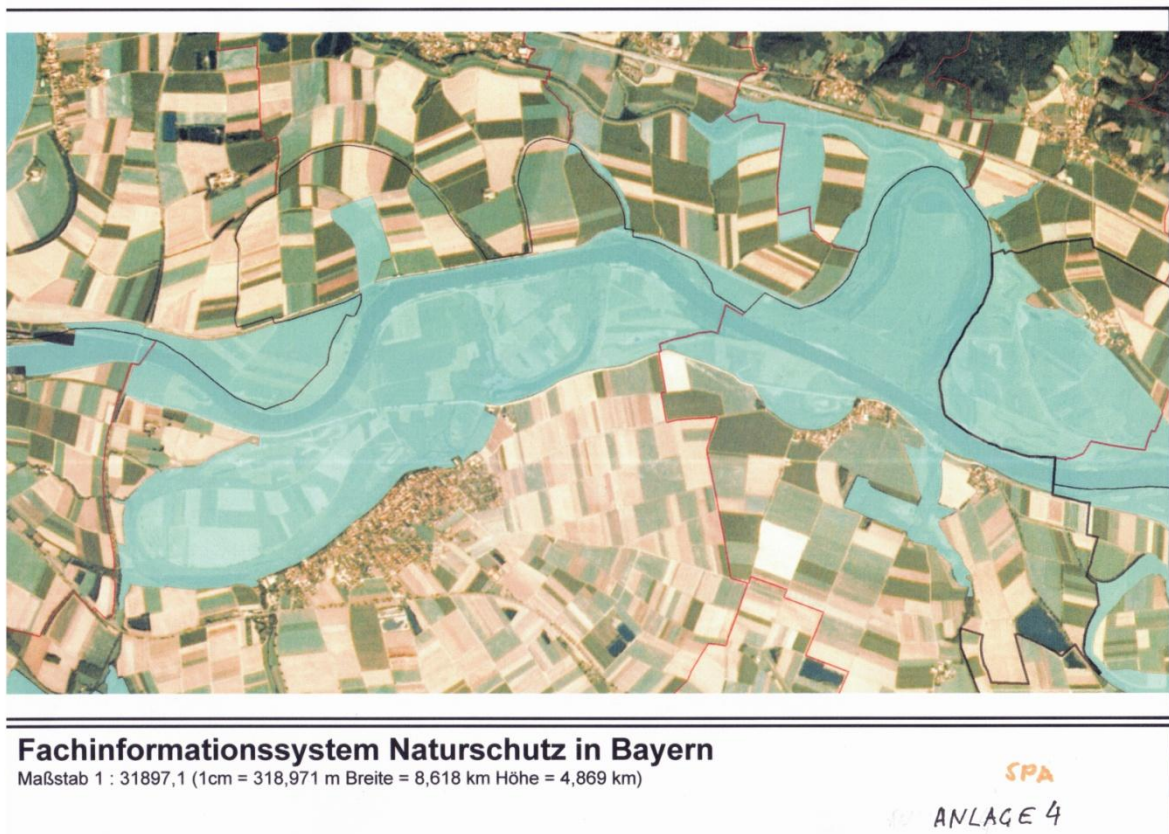 Fachinformationssystem Naturschutz in Bayern
Maßstab 1 : 31897,1 (1cm = 318,971 m Breite = 8,618 km Höhe = 4,869 km)
SPA
ANLAGE 4